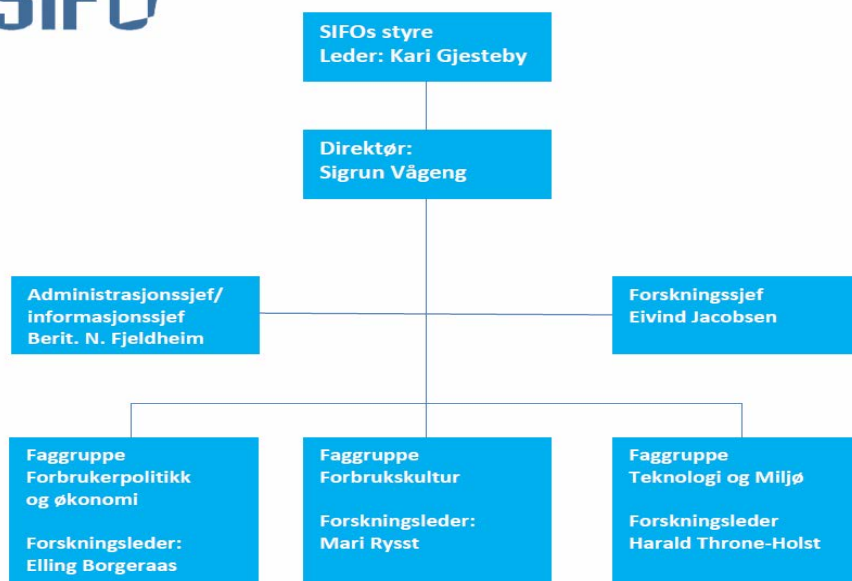 SIFO
SIFOs styre
Leder: Kari Gjesteby
Direktør:
Sigrun Vågeng
Administrasjonssjef/
informasjonssjef
Berit. N. Fjeldheim
Forskningssjef
Eivind Jacobsen
Faggruppe
Forbrukerpolitikk
og økonomi
Forskningsleder:
Elling Borgeraas
Faggruppe
Forbrukskultur
Forskningsleder:
Mari Rysst
Faggruppe
Teknologi og Miljø
Forskningsleder
Harald Throne-Holst